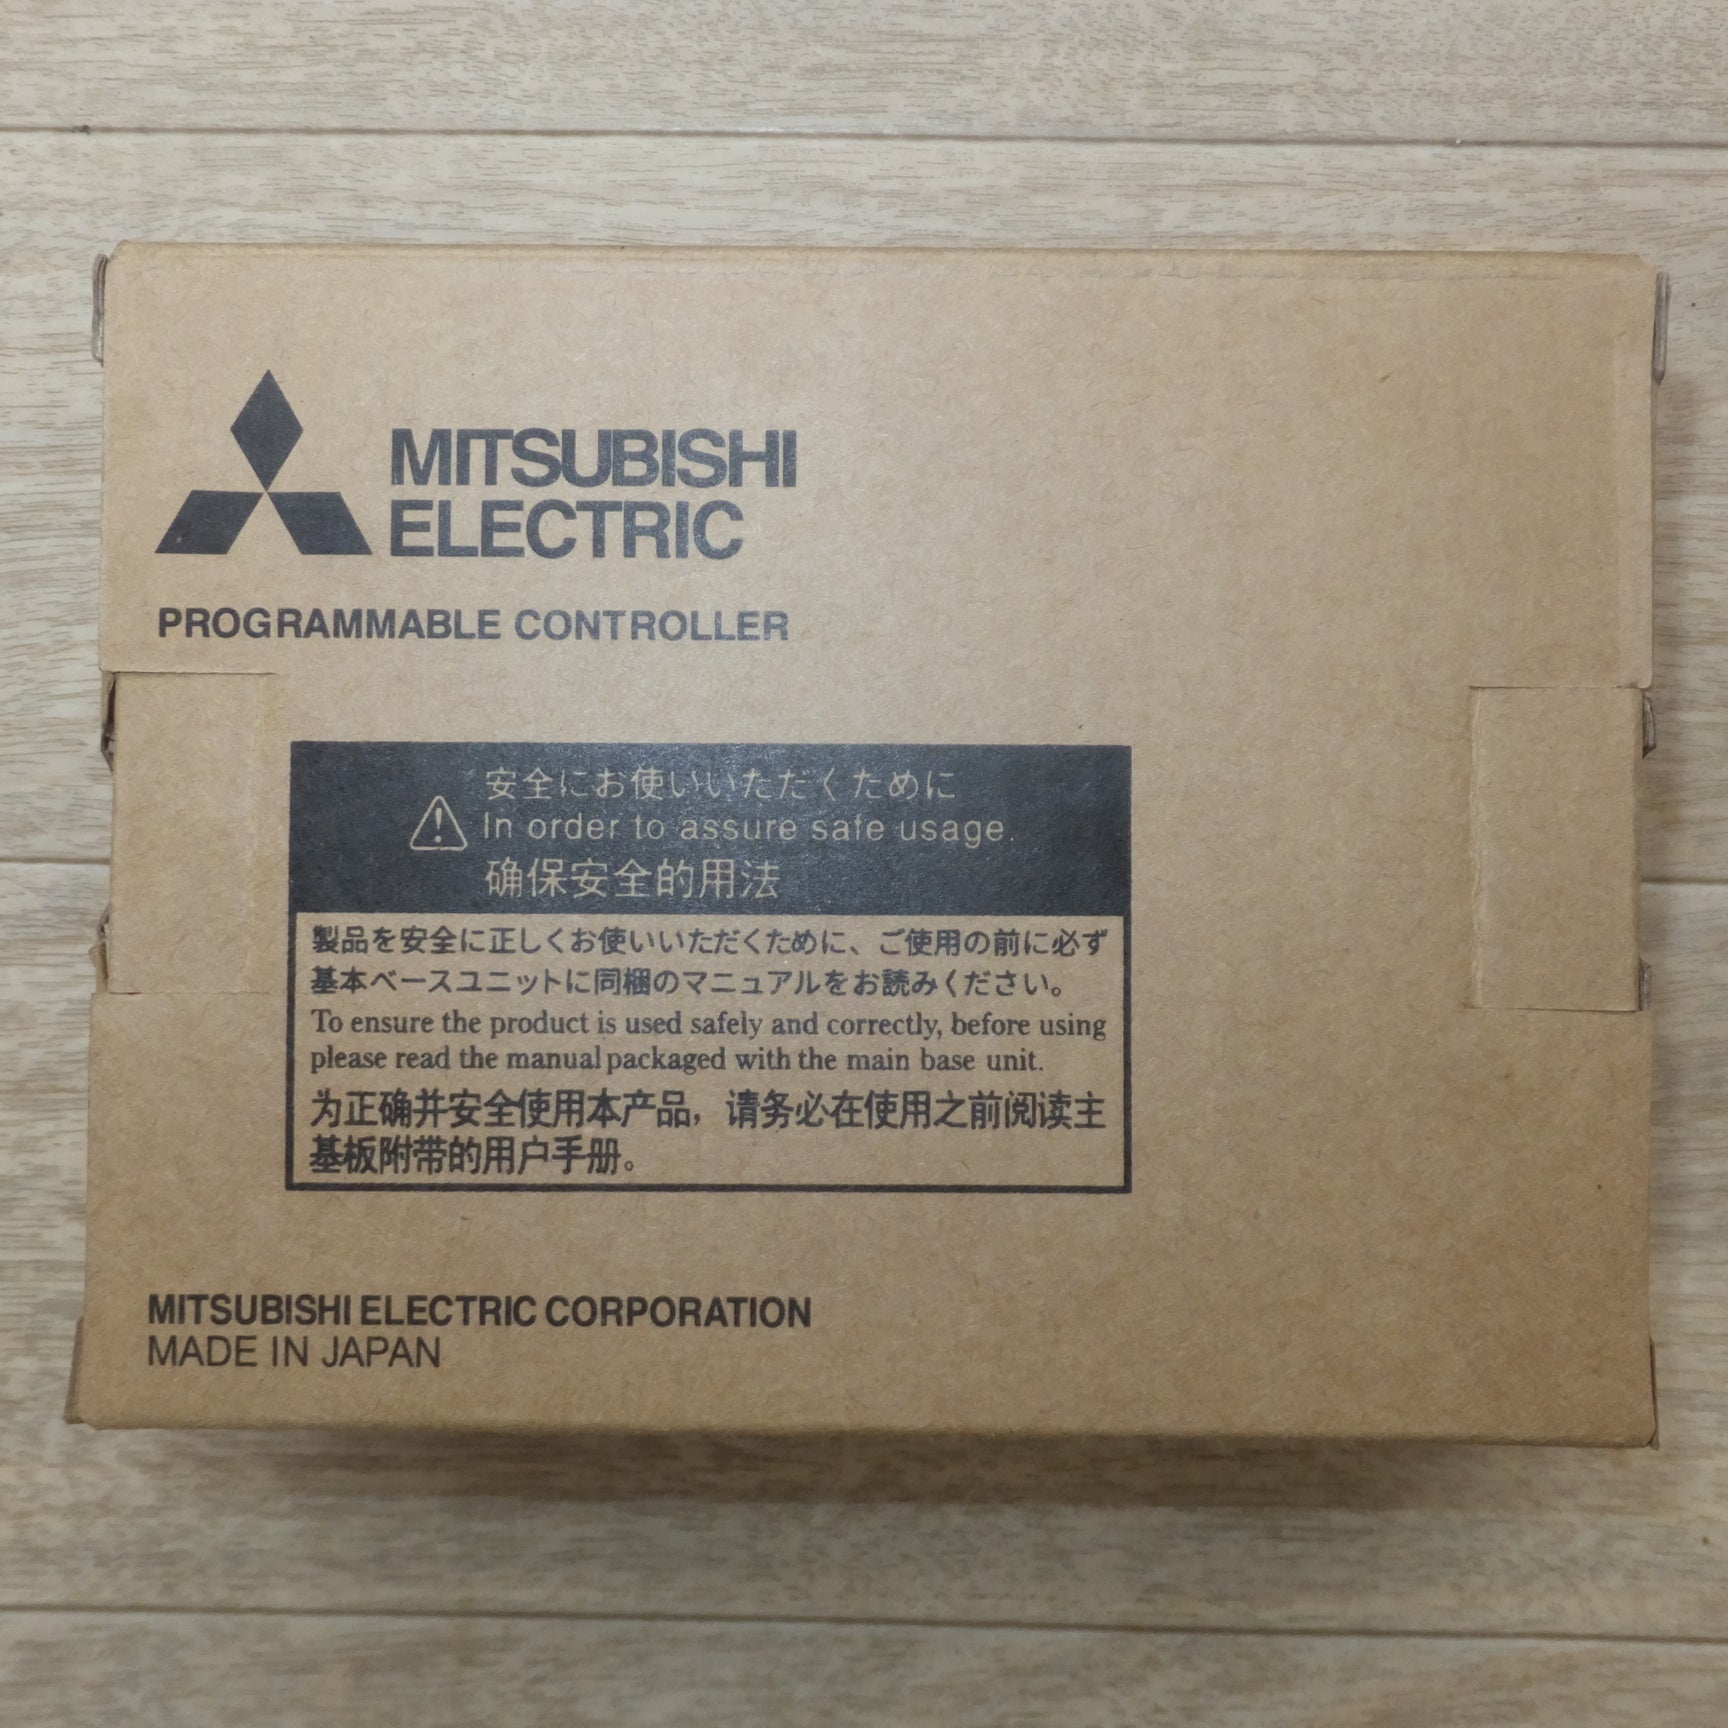 MITSUBISHI
ELECTRIC
PROGRAMMABLE CONTROLLER
安全にお使いいただくために
In order to assure safe usage.
确保安全的用法
製品を安全に正しくお使いいただくために、ご使用の前に必ず
基本ベースユニットに同梱のマニュアルをお読みください。
To ensure the product is used safely and correctly, before using
please read the manual packaged with the main base unit.
为正确并安全使用本产品，请务必在使用之前阅读主
基板附带的用户手册。
MITSUBISHI ELECTRIC CORPORATION
MADE IN JAPAN